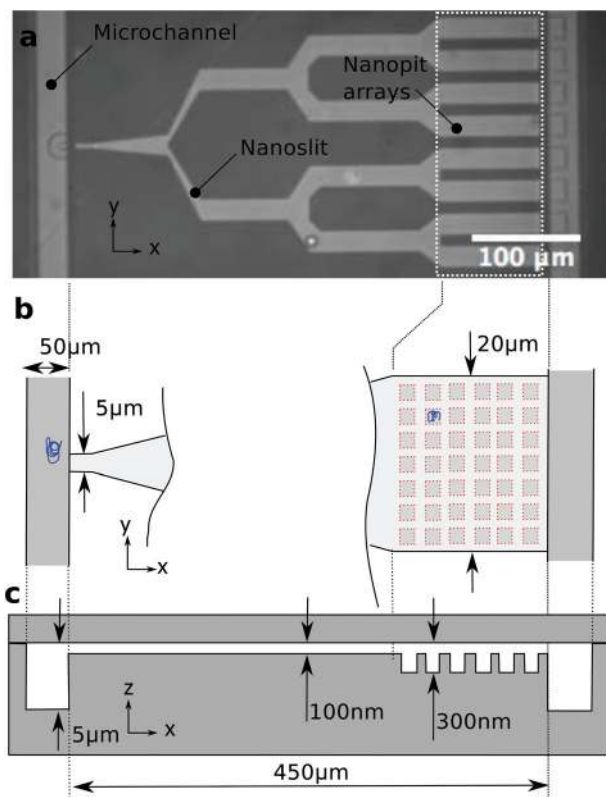 a
Microchannel
Nanopit
arrays
Nanoslit
y
x
100 μm
b
50μm
5μm
20μm
y
x
c
z
x
5μm
100nm
300nm
450μm